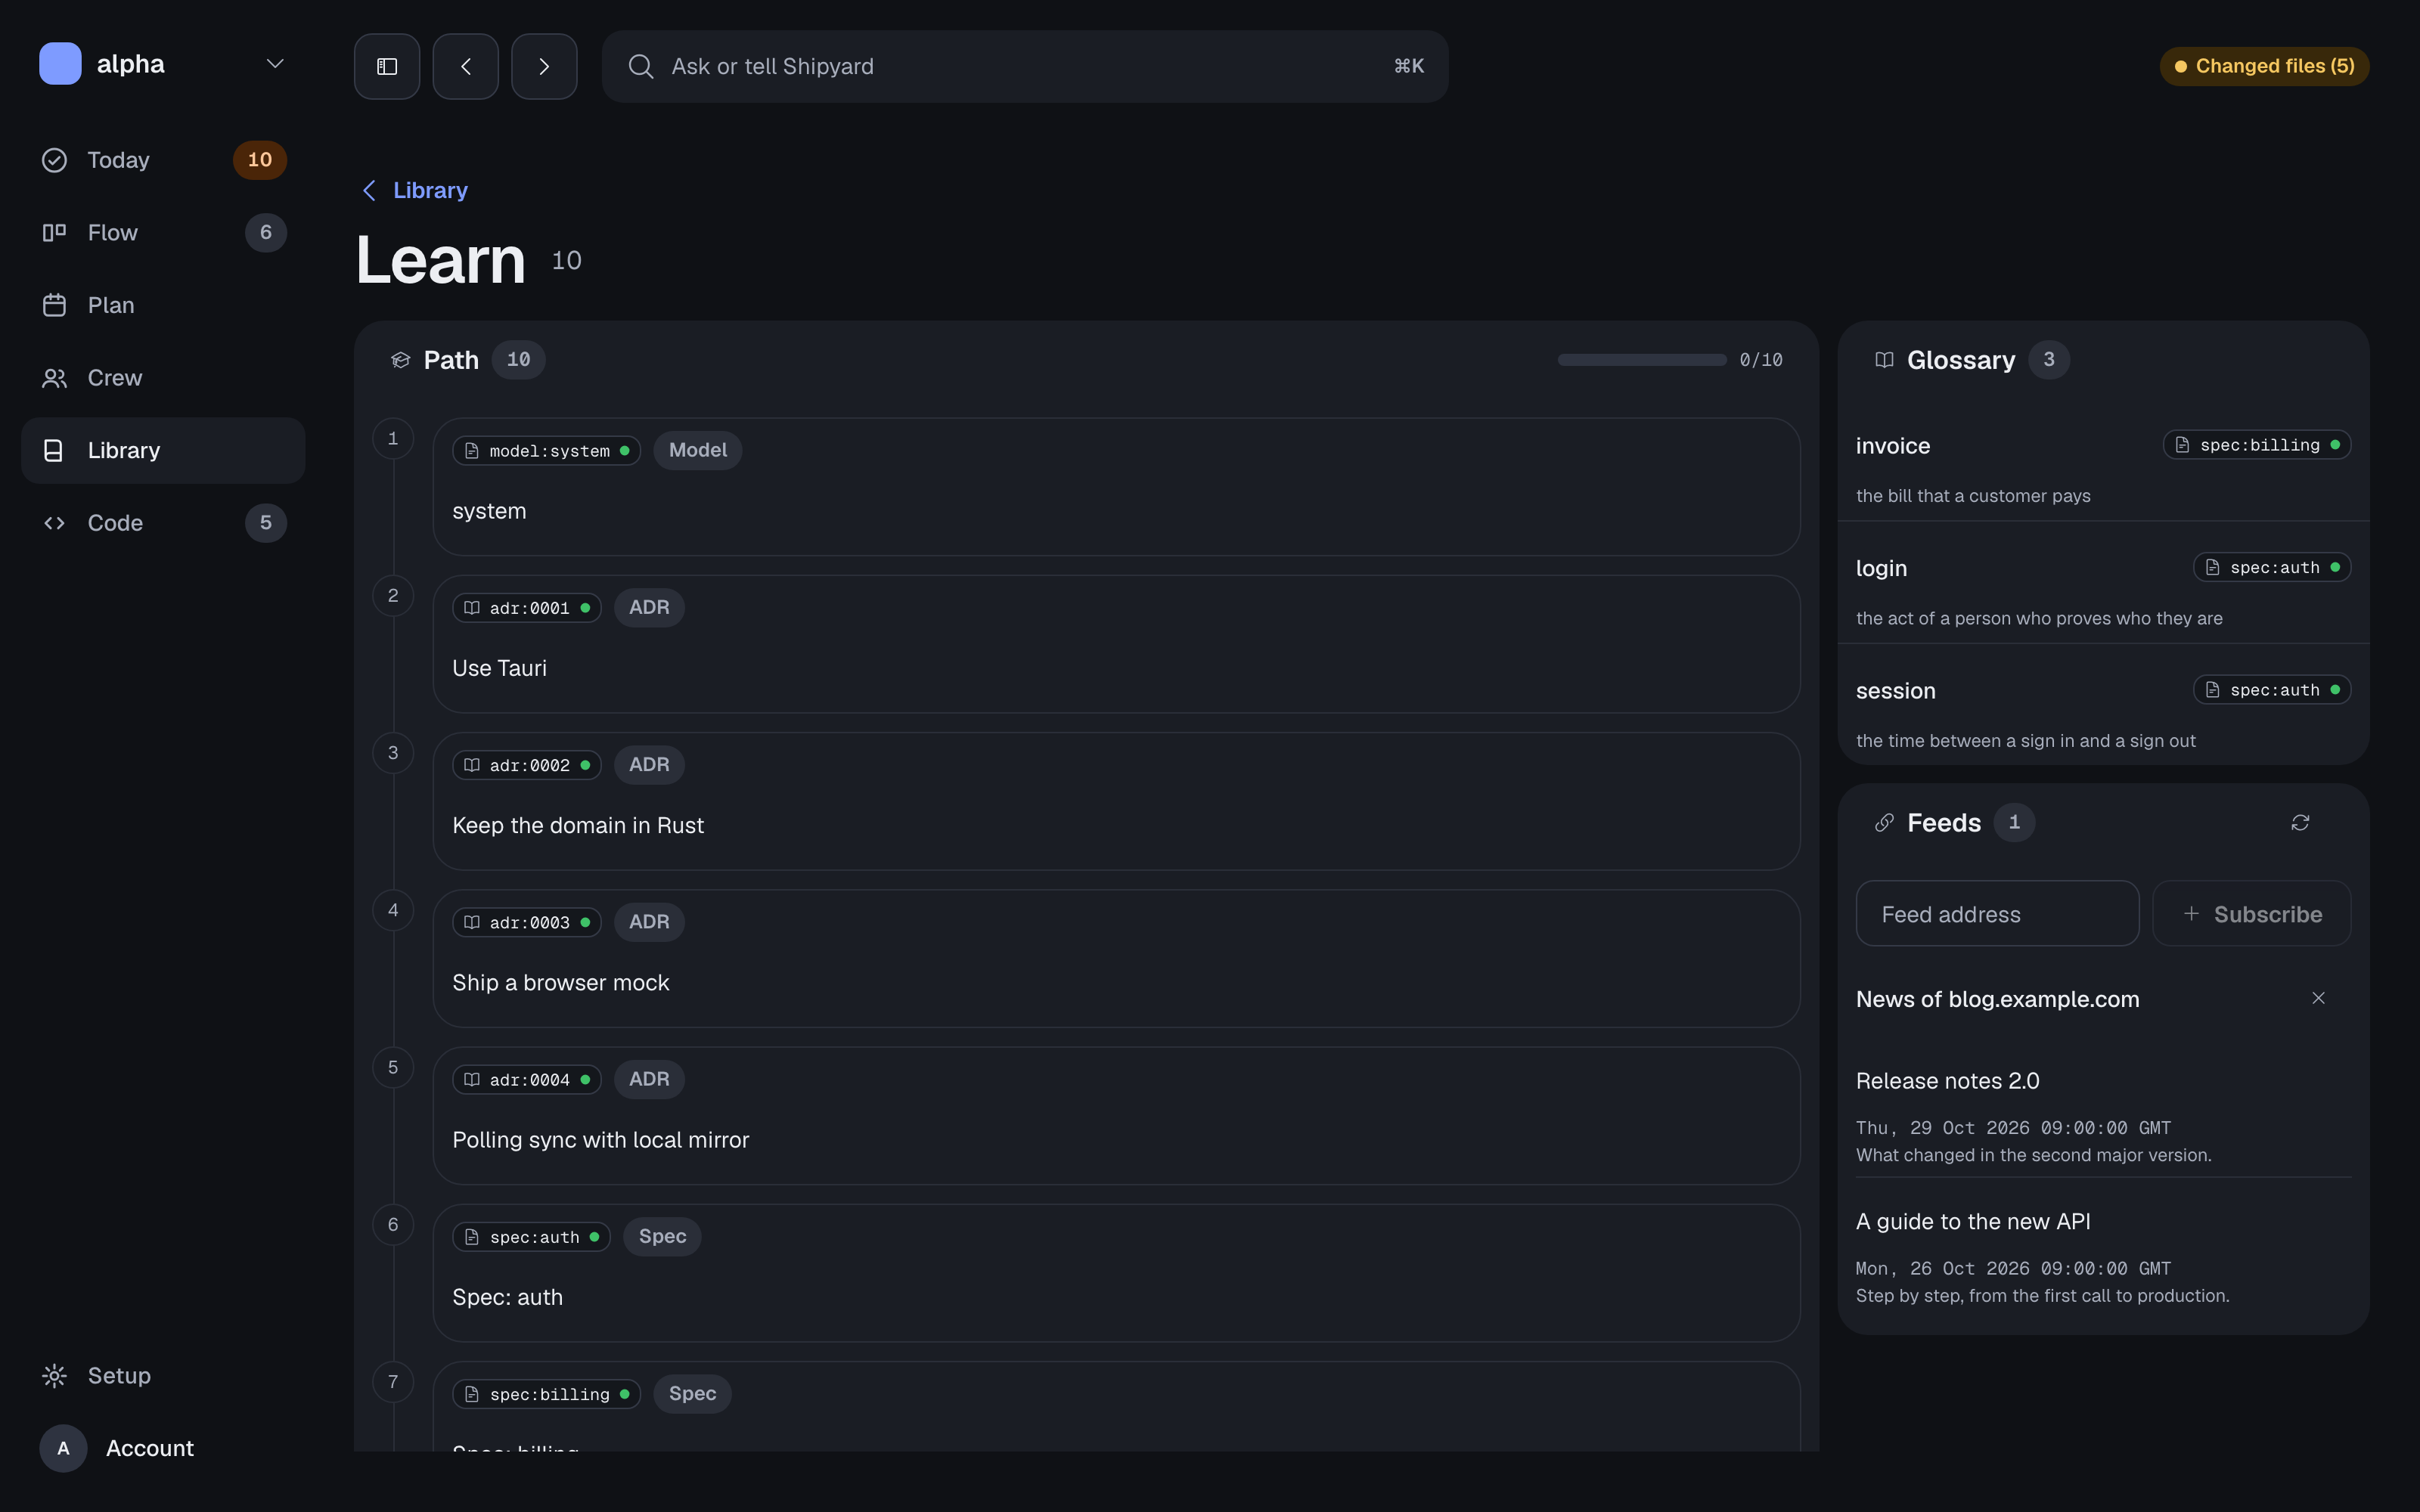 alpha
Ask or tell Shipyard
⌘K
Changed files (5)
Today
10
Flow
6
Plan
Crew
Library
Code
5
Setup
A
Account
Library
Learn
10
Path
10
0/10
1
model:system
Model
system
2
adr:0001
ADR
Use Tauri
3
adr:0002
ADR
Keep the domain in Rust
4
adr:0003
ADR
Ship a browser mock
5
adr:0004
ADR
Polling sync with local mirror
6
spec:auth
Spec
Spec: auth
7
spec:billing
Spec
Spec: billing
Glossary
3
invoice
spec:billing
the bill that a customer pays
login
spec:auth
the act of a person who proves who they are
session
spec:auth
the time between a sign in and a sign out
Feeds
1
Feed address
Subscribe
News of blog.example.com
Release notes 2.0
Thu, 29 Oct 2026 09:00:00 GMT
What changed in the second major version.
A guide to the new API
Mon, 26 Oct 2026 09:00:00 GMT
Step by step, from the first call to production.